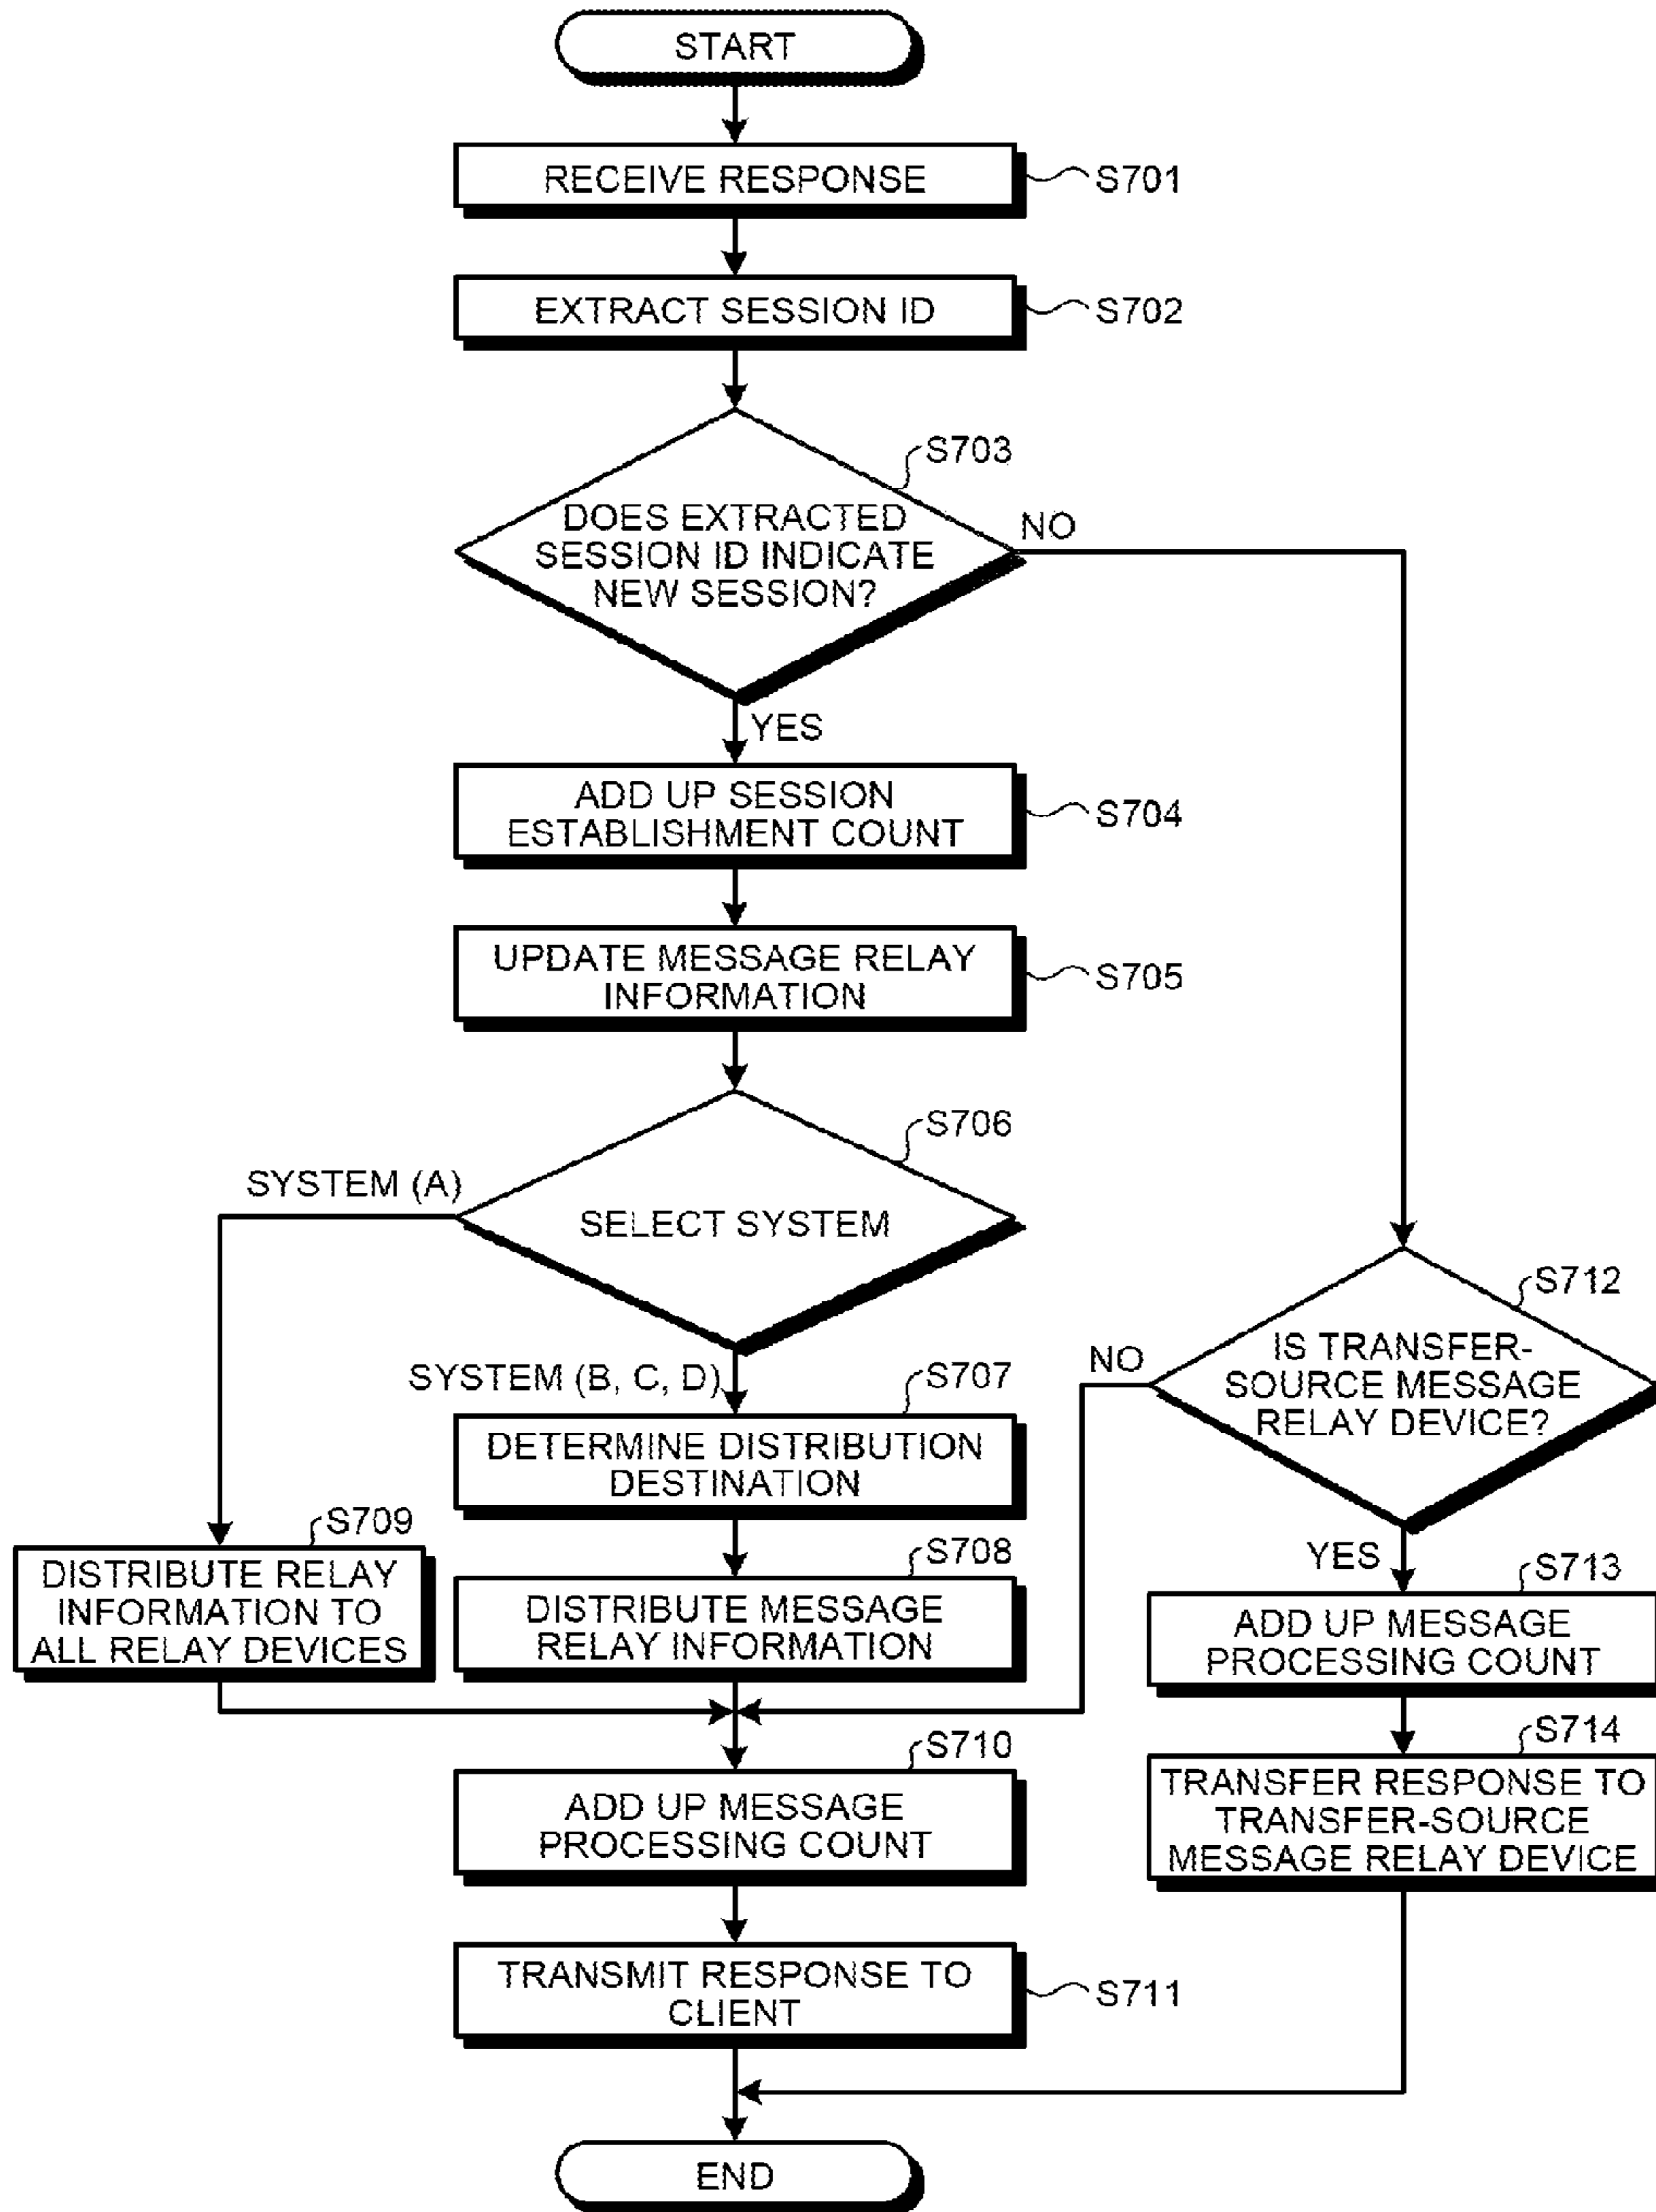 START
RECEIVE RESPONSE
S701
EXTRACT SESSION ID
S702
S703
DOES EXTRACTED
SESSION ID INDICATE
NEW SESSION?
NO
YES
ADD UP SESSION
ESTABLISHMENT COUNT
S704
UPDATE MESSAGE RELAY
INFORMATION
S705
S706
SYSTEM (A)
SELECT SYSTEM
SYSTEM (B, C, D)
S707
DETERMINE DISTRIBUTION
DESTINATION
S709
DISTRIBUTE RELAY
INFORMATION TO
ALL RELAY DEVICES
S708
DISTRIBUTE MESSAGE
RELAY INFORMATION
S712
IS TRANSFER-
SOURCE MESSAGE
RELAY DEVICE?
NO
YES
S713
ADD UP MESSAGE
PROCESSING COUNT
S714
TRANSFER RESPONSE TO
TRANSFER-SOURCE
MESSAGE RELAY DEVICE
S710
ADD UP MESSAGE
PROCESSING COUNT
TRANSMIT RESPONSE TO
CLIENT
S711
END